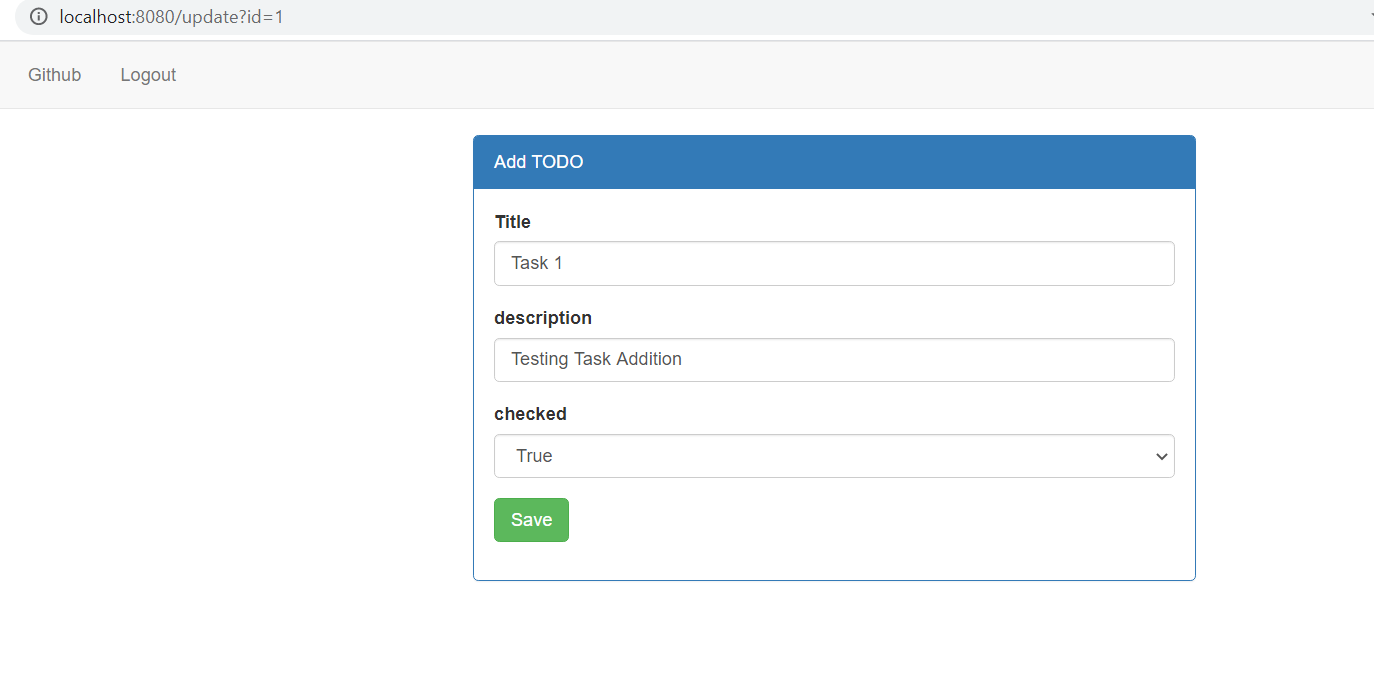 localhost:8080/update?id=1
Github Logout
Add TODO
Title
Task 1
description
Testing Task Addition
checked
True
Save